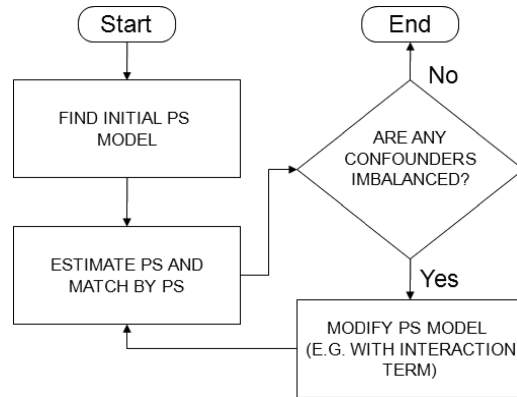 Start
FIND INITIAL PS
MODEL
ESTIMATE PS AND
MATCH BY PS
End
No
ARE ANY
CONFOUNDERS
IMBALANCED?
Yes
MODIFY PS MODEL
(E.G. WITH INTERACTION
TERM)